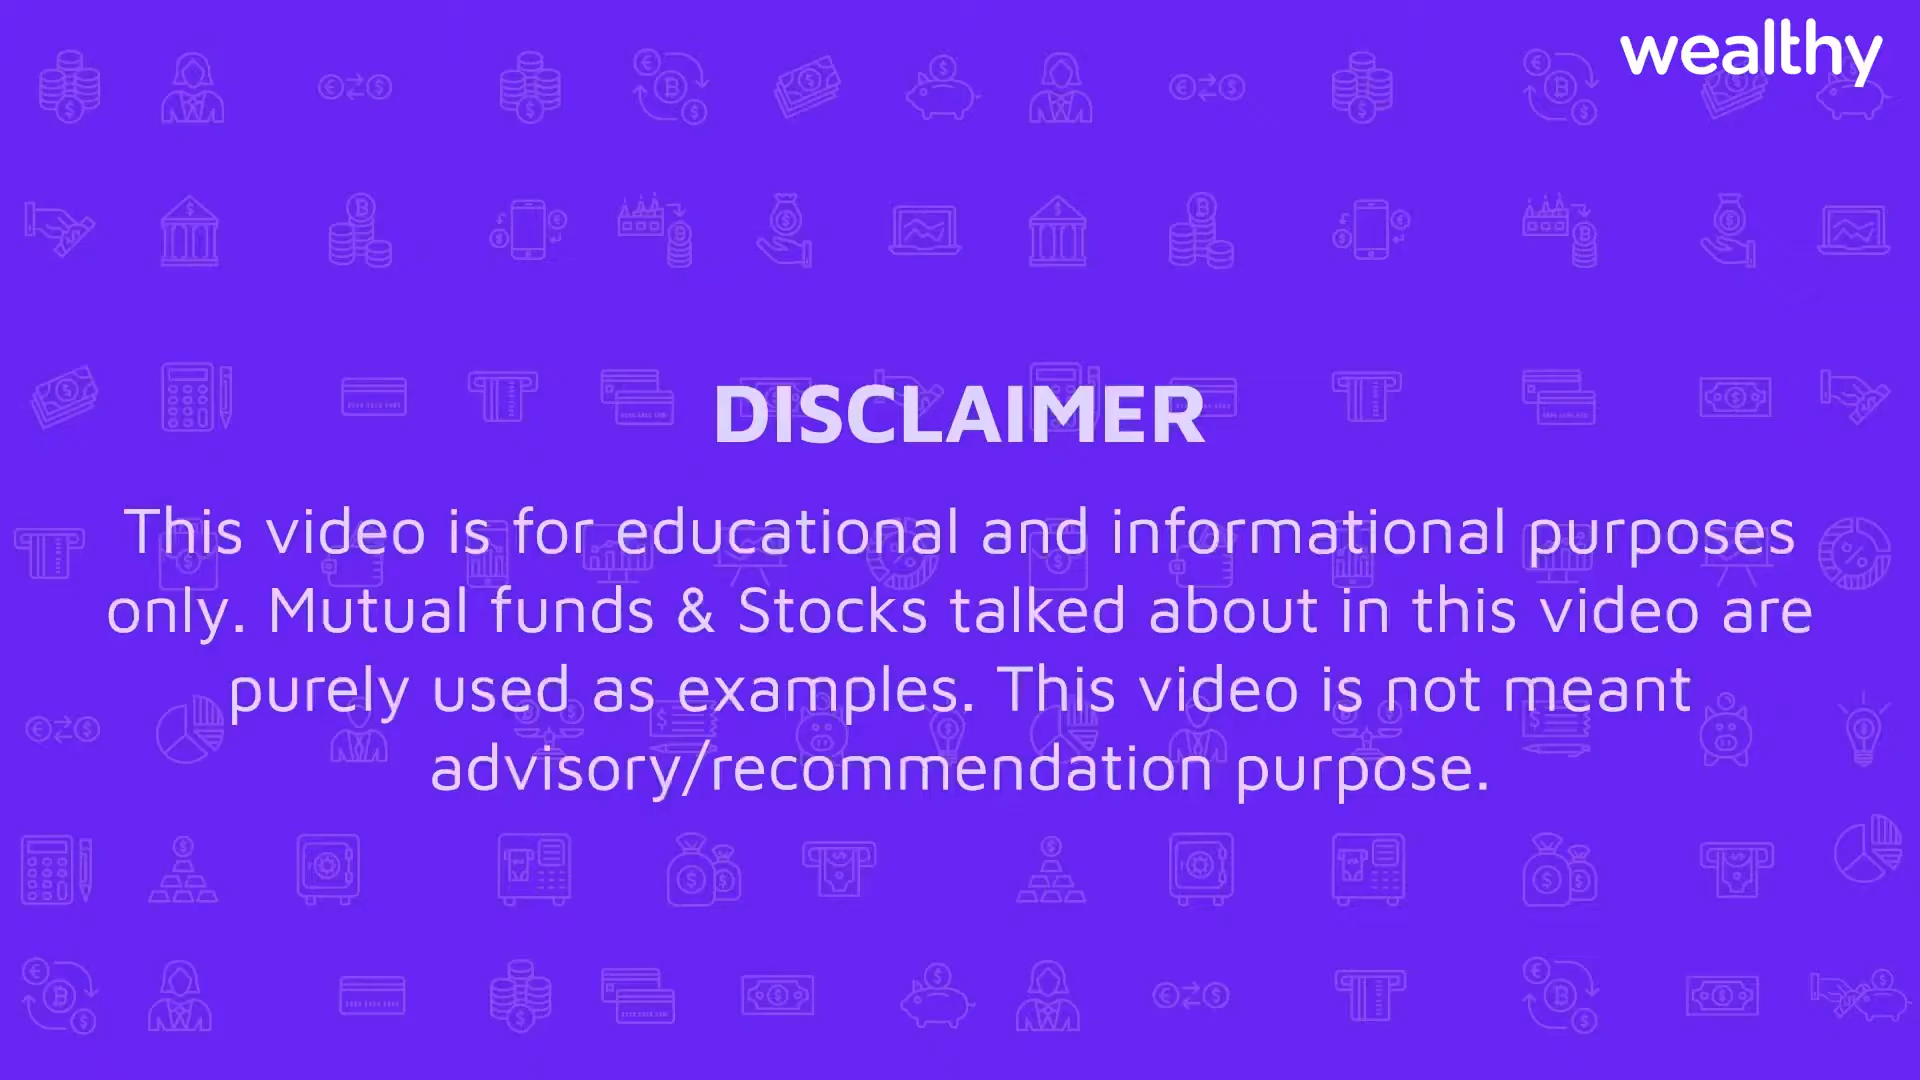 wealthy
DISCLAIMER
This video is for educational and informational purposes
only. Mutual funds & Stocks talked about in this video are
purely used as examples. This video is not meant
advisory/recommendation purpose.